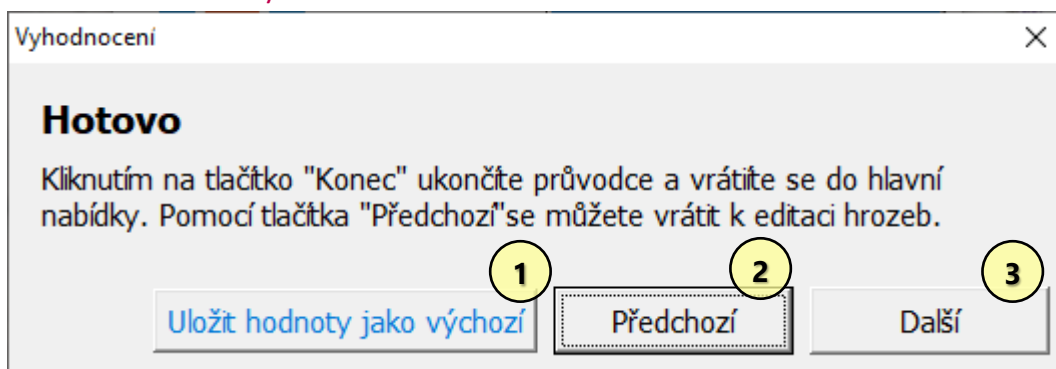 Vyhodnocení
Hotovo
Kliknutím na tlačítko "Konec" ukončíte průvodce a vrátíte se do hlavní
nabídky. Pomocí tlačítka "Předchozí"se můžete vrátit k editaci hrozeb.
1
2
3
Uložit hodnoty jako výchozí
Předchozí
Další